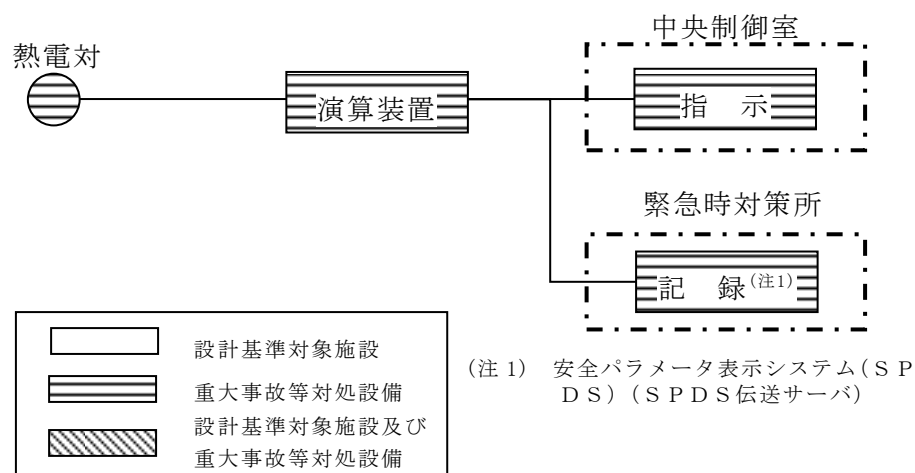 中央制御室
熱電対
演算装置
指　示
緊急時対策所
記　録(注1)
設計基準対象施設
重大事故等対処設備
設計基準対象施設及び
重大事故等対処設備
(注 1)　安全パラメータ表示システム(ＳＰ
ＤＳ)（ＳＰＤＳ伝送サーバ）